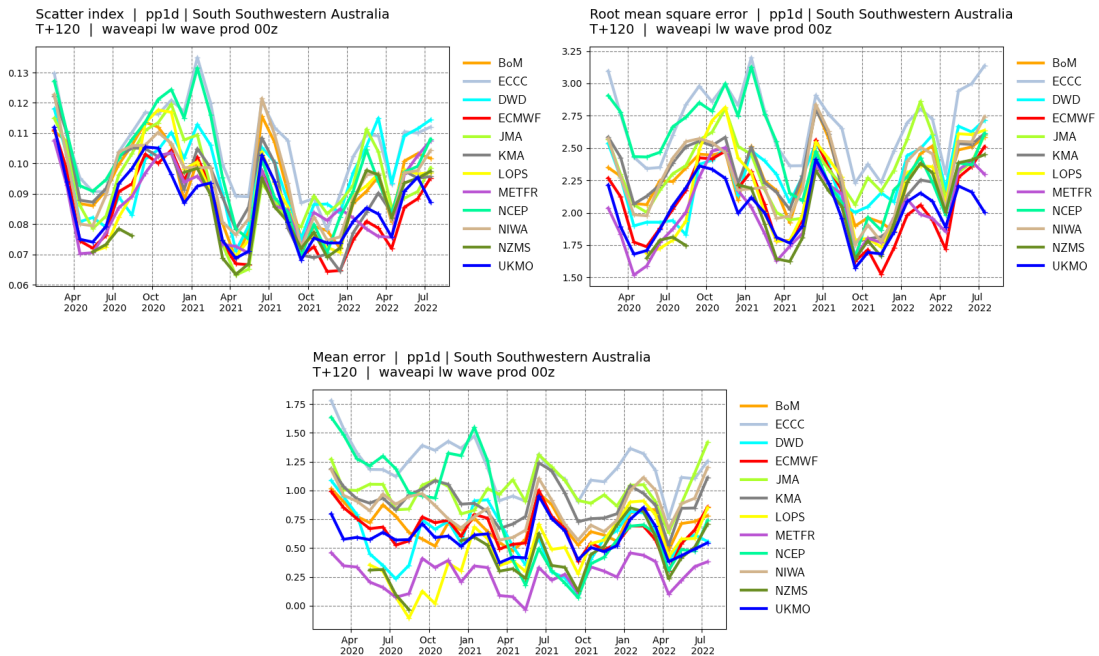 Scatter index | pp1d | South Southwestern Australia
T+120 | waveapi lw wave prod 00z
0.13
0.12
0.11
0.10
0.09
0.08
0.07
0.06
Apr 2020
Jul 2020
Oct 2020
Jan 2021
Apr 2021
Jul 2021
Oct 2021
Jan 2022
Apr 2022
Jul 2022
BoM
ECCC
DWD
ECMWF
JMA
KMA
LOPS
METFR
NCEP
NIWA
NZMS
UKMO
Root mean square error | pp1d | South Southwestern Australia
T+120 | waveapi lw wave prod 00z
3.25
3.00
2.75
2.50
2.25
2.00
1.75
1.50
Apr 2020
Jul 2020
Oct 2020
Jan 2021
Apr 2021
Jul 2021
Oct 2021
Jan 2022
Apr 2022
Jul 2022
BoM
ECCC
DWD
ECMWF
JMA
KMA
LOPS
METFR
NCEP
NIWA
NZMS
UKMO
Mean error | pp1d | South Southwestern Australia
T+120 | waveapi lw wave prod 00z
1.75
1.50
1.25
1.00
0.75
0.50
0.25
0.00
Apr 2020
Jul 2020
Oct 2020
Jan 2021
Apr 2021
Jul 2021
Oct 2021
Jan 2022
Apr 2022
Jul 2022
BoM
ECCC
DWD
ECMWF
JMA
KMA
LOPS
METFR
NCEP
NIWA
NZMS
UKMO